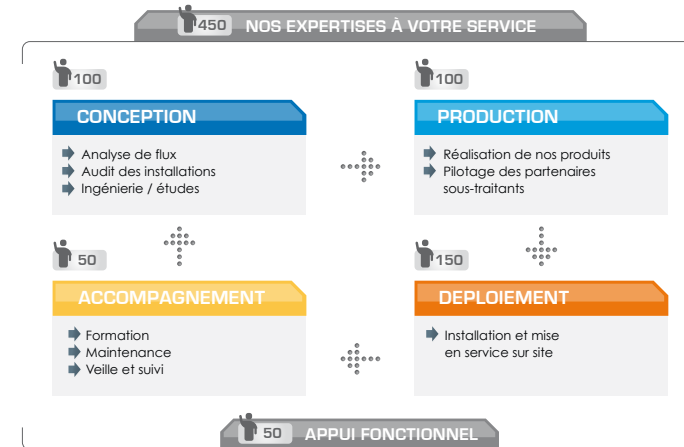 450 NOS EXPERTISES À VOTRE SERVICE
100
CONCEPTION
Analyse de flux
Audit des installations
Ingénierie / études
100
PRODUCTION
Réalisation de nos produits
Pilotage des partenaires
sous-traitants
50
ACCOMPAGNEMENT
Formation
Maintenance
Veille et suivi
150
DEPLOIEMENT
Installation et mise
en service sur site
50 APPUI FONCTIONNEL